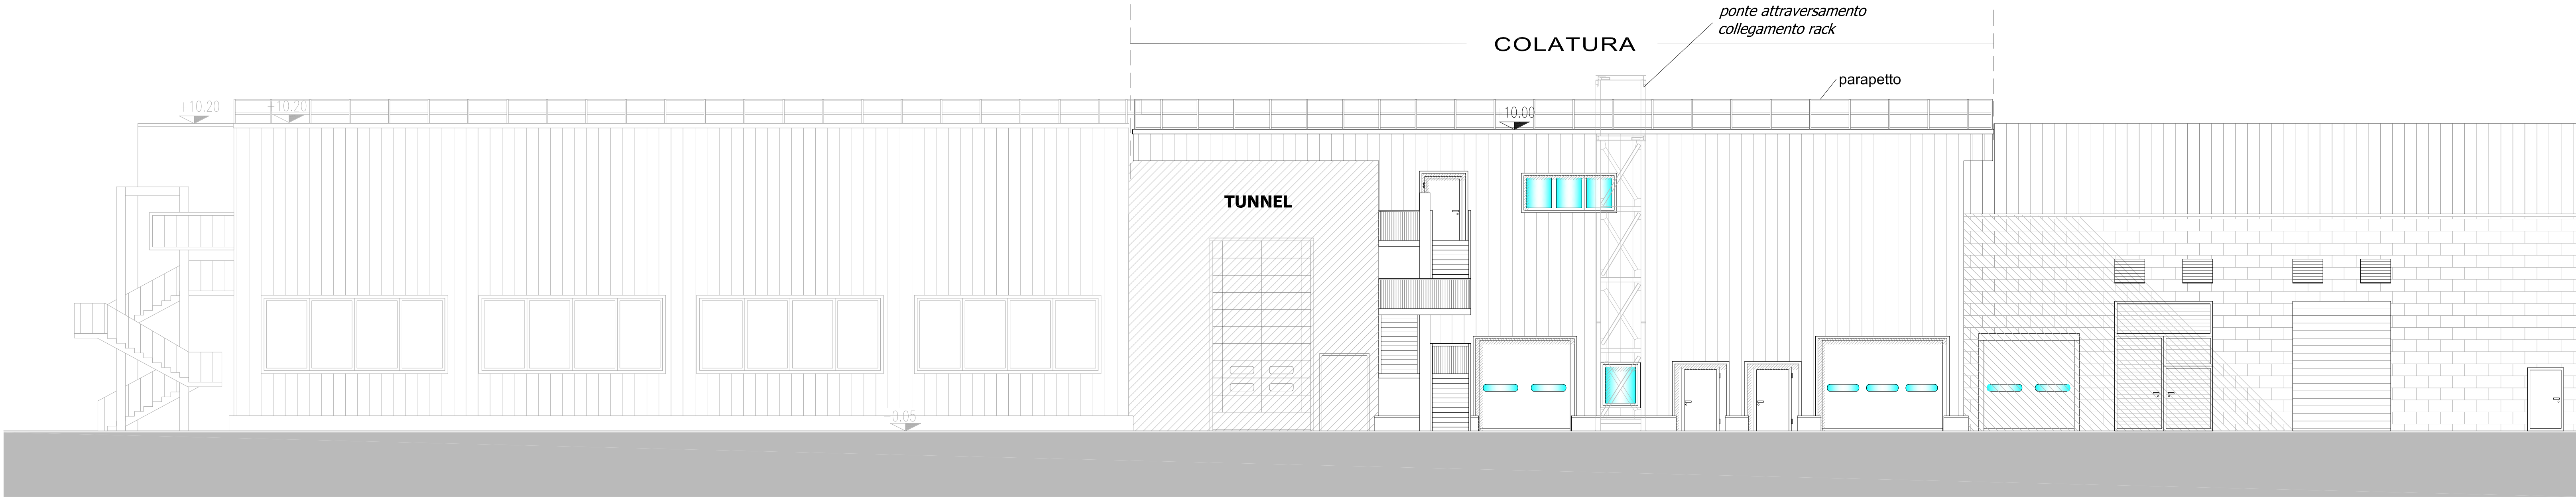 ponte attraversamento
collegamento rack
COLATURA
parapetto
+10.20
+10.20
+10.00
TUNNEL
-0.05